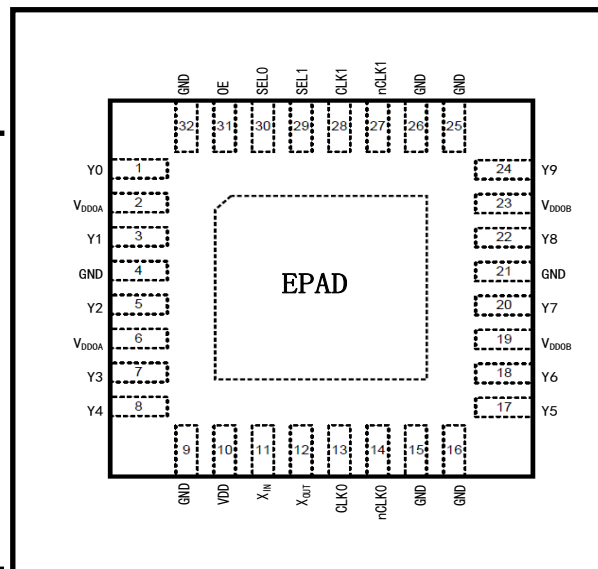 GND OE SEL0 SEL1 CLK1 nCLK1 GND GND
32 31 30 29 28 27 26 25
Y0 1 24 Y9
VDDOA 2 23 VDDOB
Y1 3 22 Y8
GND 4 21 GND
EPAD
Y2 5 20 Y7
VDDOA 6 19 VDDOB
Y3 7 18 Y6
Y4 8 17 Y5
9 10 11 12 13 14 15 16
GND VDD XIN XOUT CLK0 nCLK0 GND GND